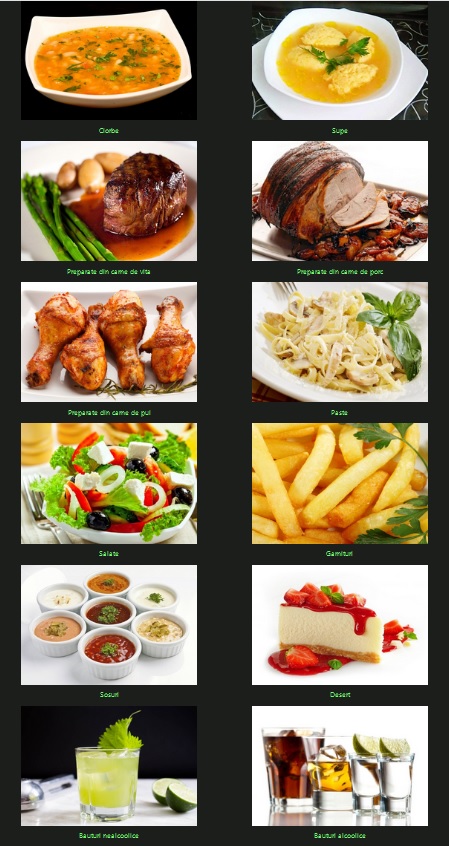 Ciorbe
Supe
Preparate din carne de vita
Preparate din carne de porc
Preparate din carne de pui
Paste
Salate
Garnituri
Sosuri
Desert
Bauturi nealcoolice
Bauturi alcoolice